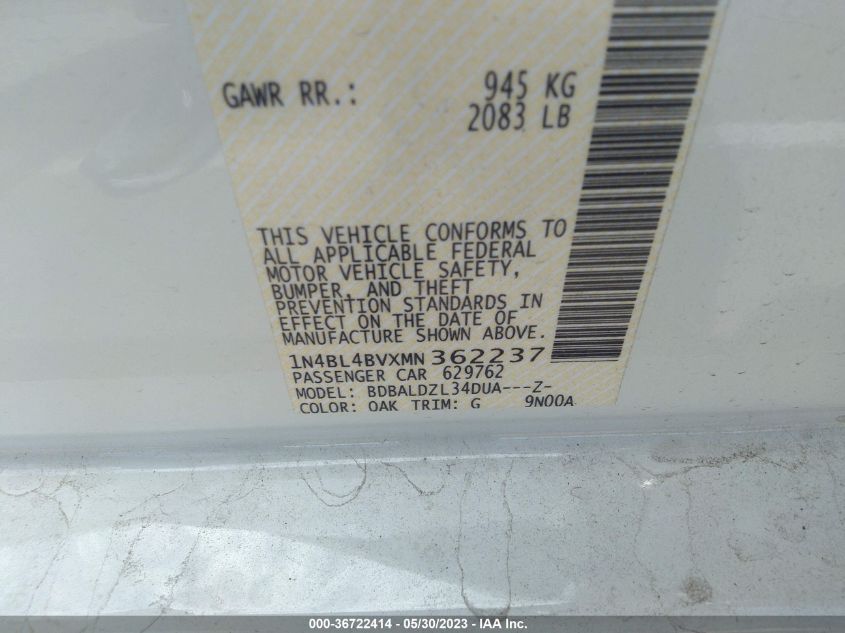 GAWR RR.: 945 KG
2083 LB
THIS VEHICLE CONFORMS TO
ALL APPLICABLE FEDERAL
MOTOR VEHICLE SAFETY,
BUMPER, AND THEFT
PREVENTION STANDARDS IN
EFFECT ON THE DATE OF
MANUFACTURE SHOWN ABOVE.
1N4BL4BVXMN362237
PASSENGER CAR 629762
MODEL: BDBALDZL34DUA---Z-
COLOR: OAK TRIM: G 9N00A
000-36722414 — 05/30/2023 - IAA Inc.